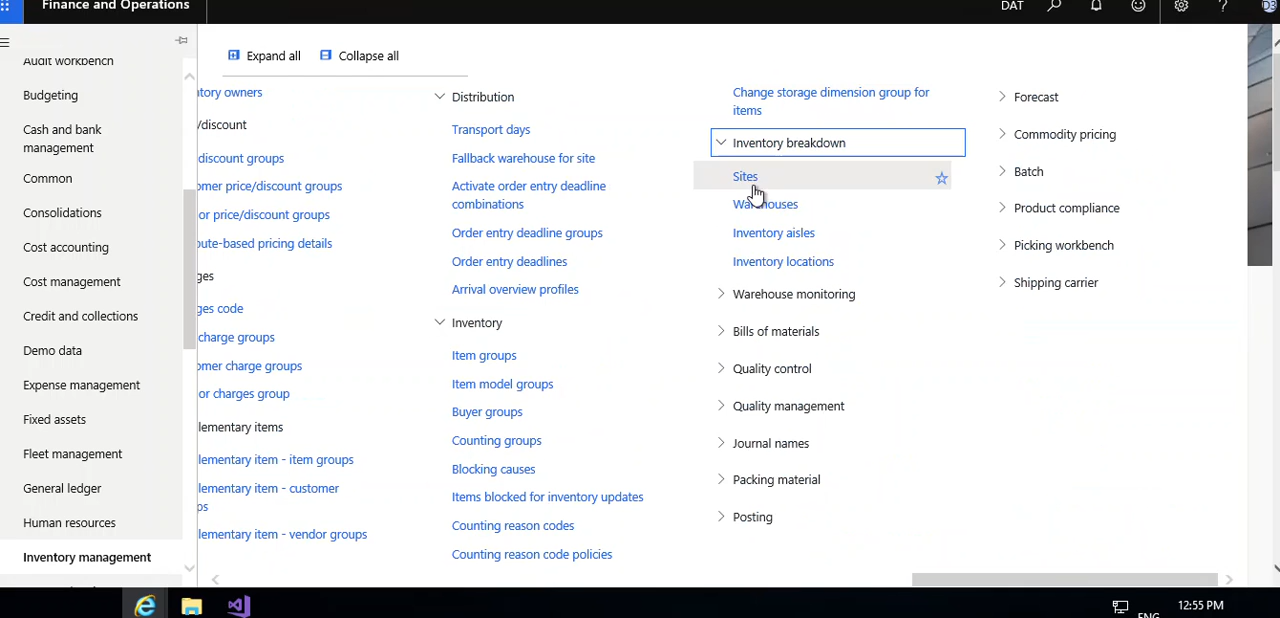 Finance and Operations
DAT
Expand all
Collapse all
Audit workbench
Budgeting
Cash and bank
management
Common
Consolidations
Cost accounting
Cost management
Credit and collections
Demo data
Expense management
Fixed assets
Fleet management
General ledger
Human resources
Inventory management
tory owners
/discount
discount groups
omer price/discount groups
or price/discount groups
ute-based pricing details
ges
ges code
charge groups
omer charge groups
or charges group
lementary items
lementary item - item groups
lementary item - customer
ps
lementary item - vendor groups
Distribution
Transport days
Fallback warehouse for site
Activate order entry deadline
combinations
Order entry deadline groups
Order entry deadlines
Arrival overview profiles
Inventory
Item groups
Item model groups
Buyer groups
Counting groups
Blocking causes
Items blocked for inventory updates
Counting reason codes
Counting reason code policies
Change storage dimension group for
items
Inventory breakdown
Sites
Warehouses
Inventory aisles
Inventory locations
Warehouse monitoring
Bills of materials
Quality control
Quality management
Journal names
Packing material
Posting
Forecast
Commodity pricing
Batch
Product compliance
Picking workbench
Shipping carrier
12:55 PM
ENG